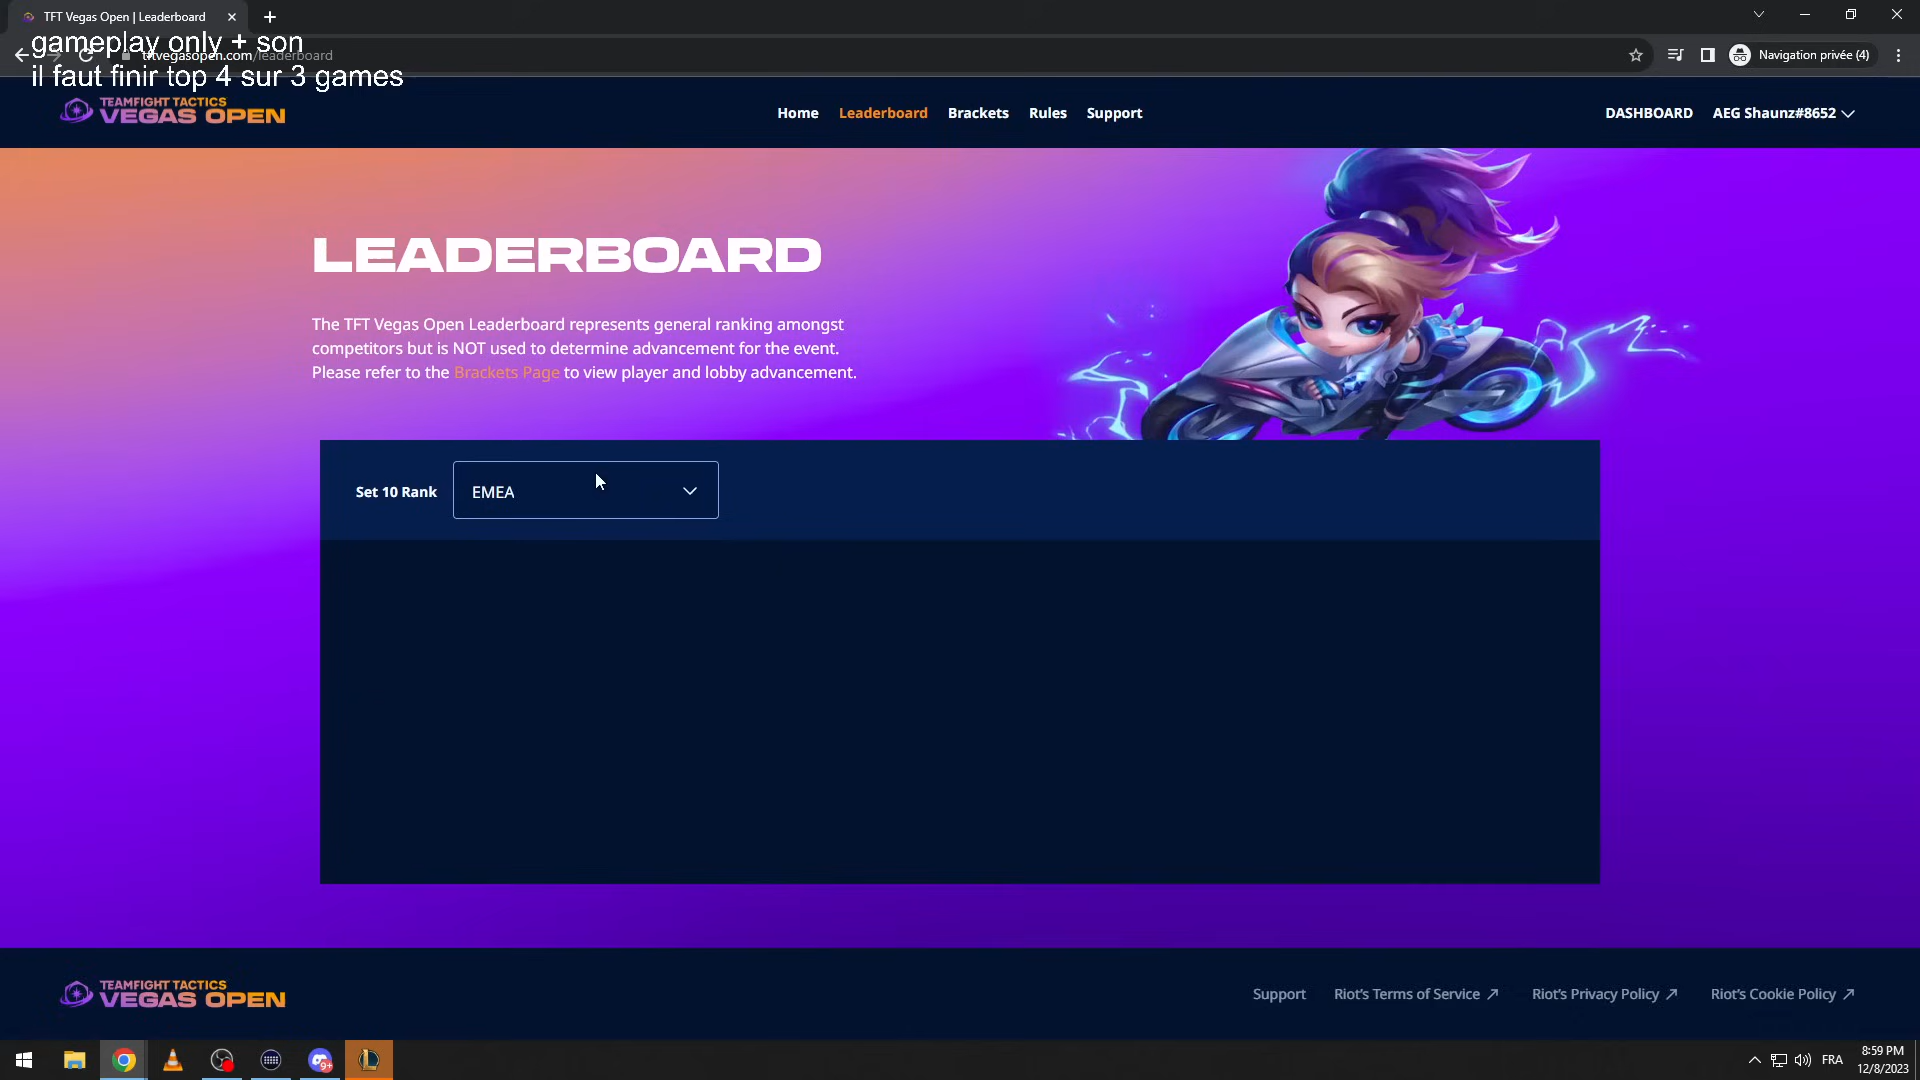 TFT Vegas Open | Leaderboard
gameplay only + son
tftvegasopen.com/leaderboard
Navigation privée (4)
il faut finir top 4 sur 3 games
TEAMFIGHT TACTICS
VEGAS OPEN
Home Leaderboard Brackets Rules Support
DASHBOARD AEG Shaunz#8652
LEADERBOARD
The TFT Vegas Open Leaderboard represents general ranking amongst
competitors but is NOT used to determine advancement for the event.
Please refer to the Brackets Page to view player and lobby advancement.
Set 10 Rank EMEA
TEAMFIGHT TACTICS
VEGAS OPEN
Support Riot's Terms of Service Riot's Privacy Policy Riot's Cookie Policy
9+
FRA
8:59 PM
12/8/2023